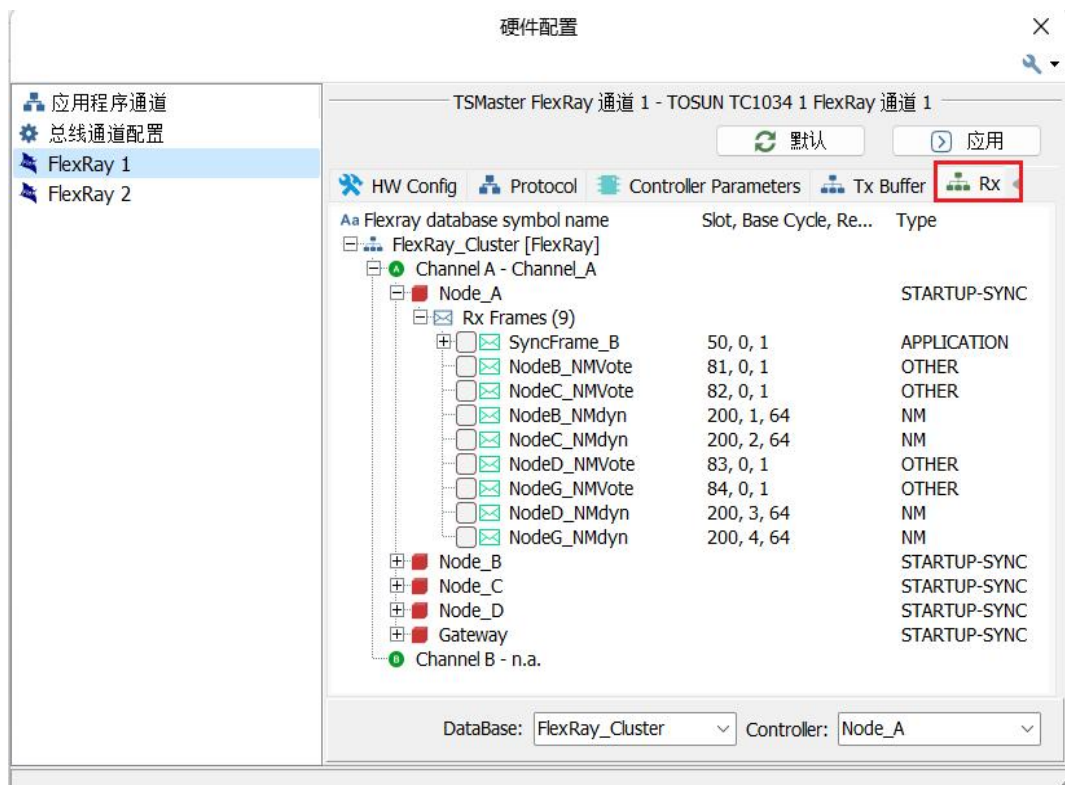 硬件配置
应用程序通道
总线通道配置
FlexRay 1
FlexRay 2
TSMaster FlexRay 通道 1 - TOSUN TC1034 1 FlexRay 通道 1
默认 应用
HW Config Protocol Controller Parameters Tx Buffer Rx
Aa Flexray database symbol name Slot, Base Cycle, Re... Type
FlexRay_Cluster [FlexRay]
A Channel A - Channel_A
Node_A STARTUP-SYNC
Rx Frames (9)
SyncFrame_B 50, 0, 1 APPLICATION
NodeB_NMVote 81, 0, 1 OTHER
NodeC_NMVote 82, 0, 1 OTHER
NodeB_NMdyn 200, 1, 64 NM
NodeC_NMdyn 200, 2, 64 NM
NodeD_NMVote 83, 0, 1 OTHER
NodeG_NMVote 84, 0, 1 OTHER
NodeD_NMdyn 200, 3, 64 NM
NodeG_NMdyn 200, 4, 64 NM
Node_B STARTUP-SYNC
Node_C STARTUP-SYNC
Node_D STARTUP-SYNC
Gateway STARTUP-SYNC
B Channel B - n.a.
DataBase: FlexRay_Cluster Controller: Node_A